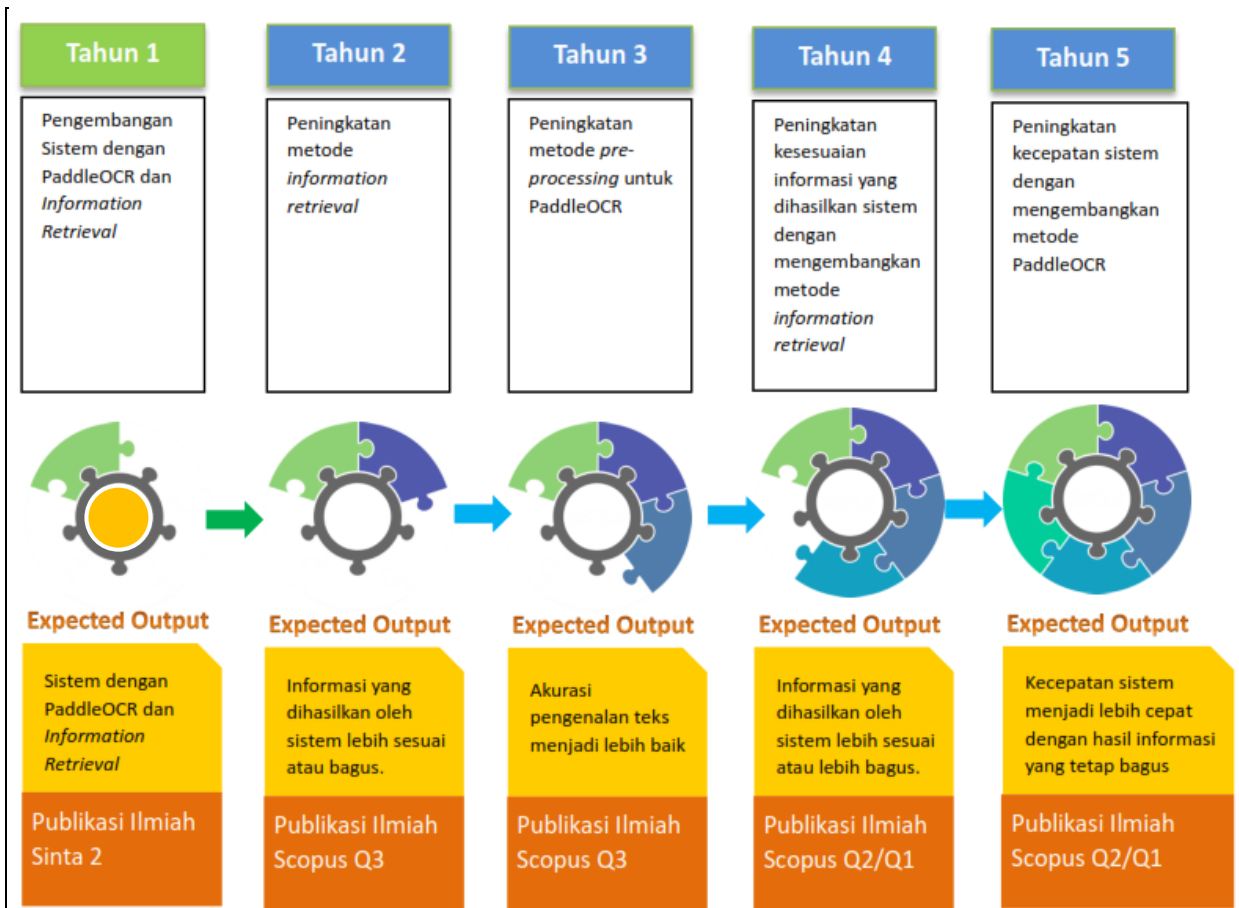 Tahun 1
Pengembangan
Sistem dengan
PaddleOCR dan
Information
Retrieval
Tahun 2
Peningkatan
metode
information
retrieval
Tahun 3
Peningkatan
metode pre-
processing untuk
PaddleOCR
Tahun 4
Peningkatan
kesesuaian
informasi yang
dihasilkan sistem
dengan
mengembangkan
metode
information
retrieval
Tahun 5
Peningkatan
kecepatan sistem
dengan
mengembangkan
metode
PaddleOCR
Expected Output
Sistem dengan
PaddleOCR dan
Information
Retrieval
Publikasi Ilmiah
Sinta 2
Expected Output
Informasi yang
dihasilkan oleh
sistem lebih sesuai
atau bagus.
Publikasi Ilmiah
Scopus Q3
Expected Output
Akurasi
pengenalan teks
menjadi lebih baik
Publikasi Ilmiah
Scopus Q3
Expected Output
Informasi yang
dihasilkan oleh
sistem lebih sesuai
atau lebih bagus.
Publikasi Ilmiah
Scopus Q2/Q1
Expected Output
Kecepatan sistem
menjadi lebih cepat
dengan hasil informasi
yang tetap bagus
Publikasi Ilmiah
Scopus Q2/Q1